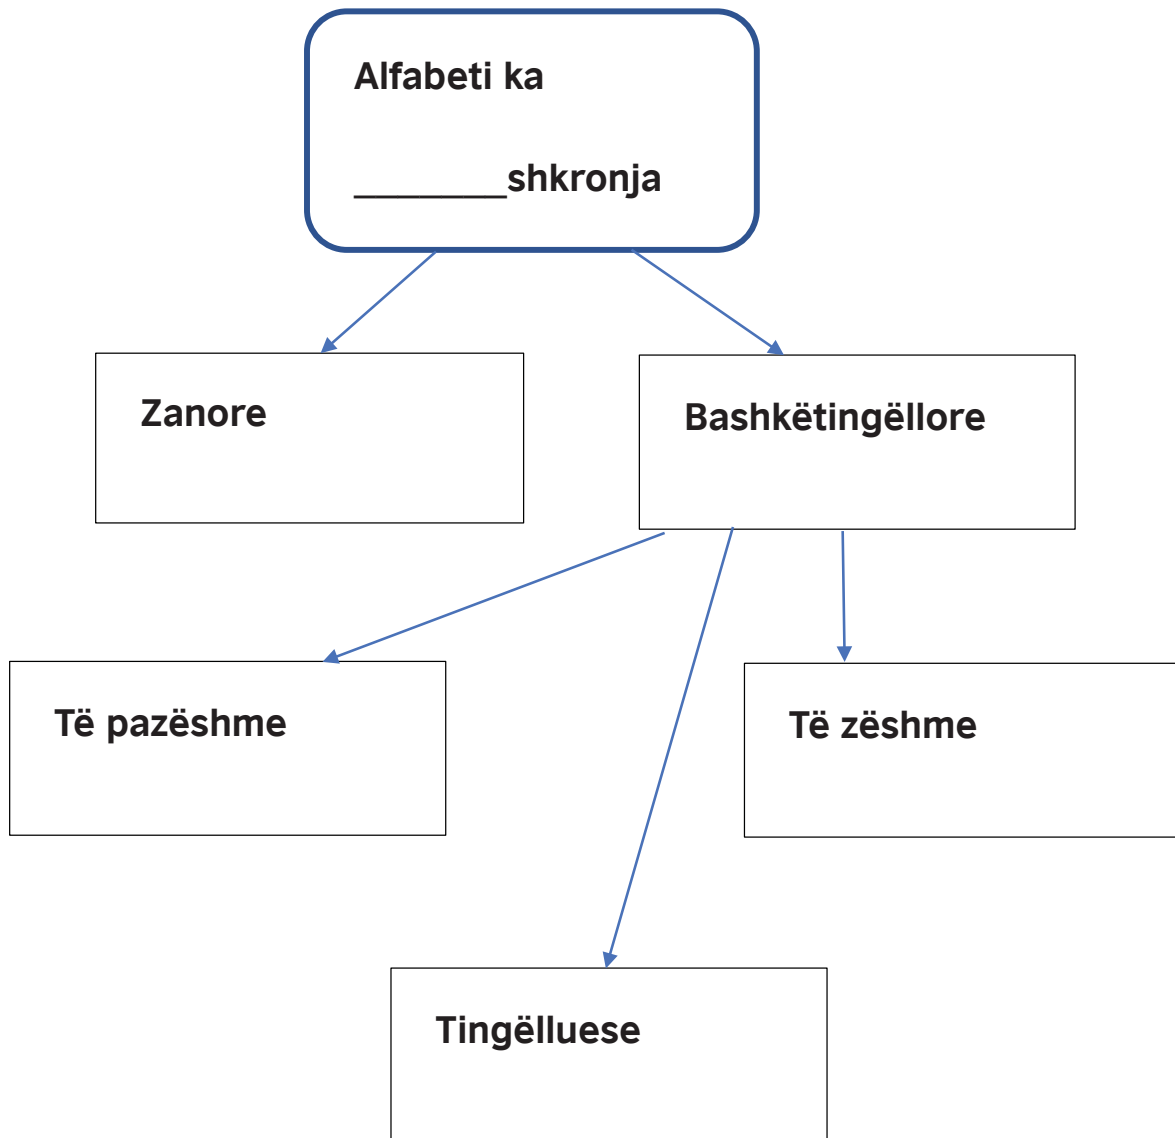 Alfabeti ka
________shkronja
Zanore
Bashkëtingëllore
Të pazëshme
Të zëshme
Tingëlluese